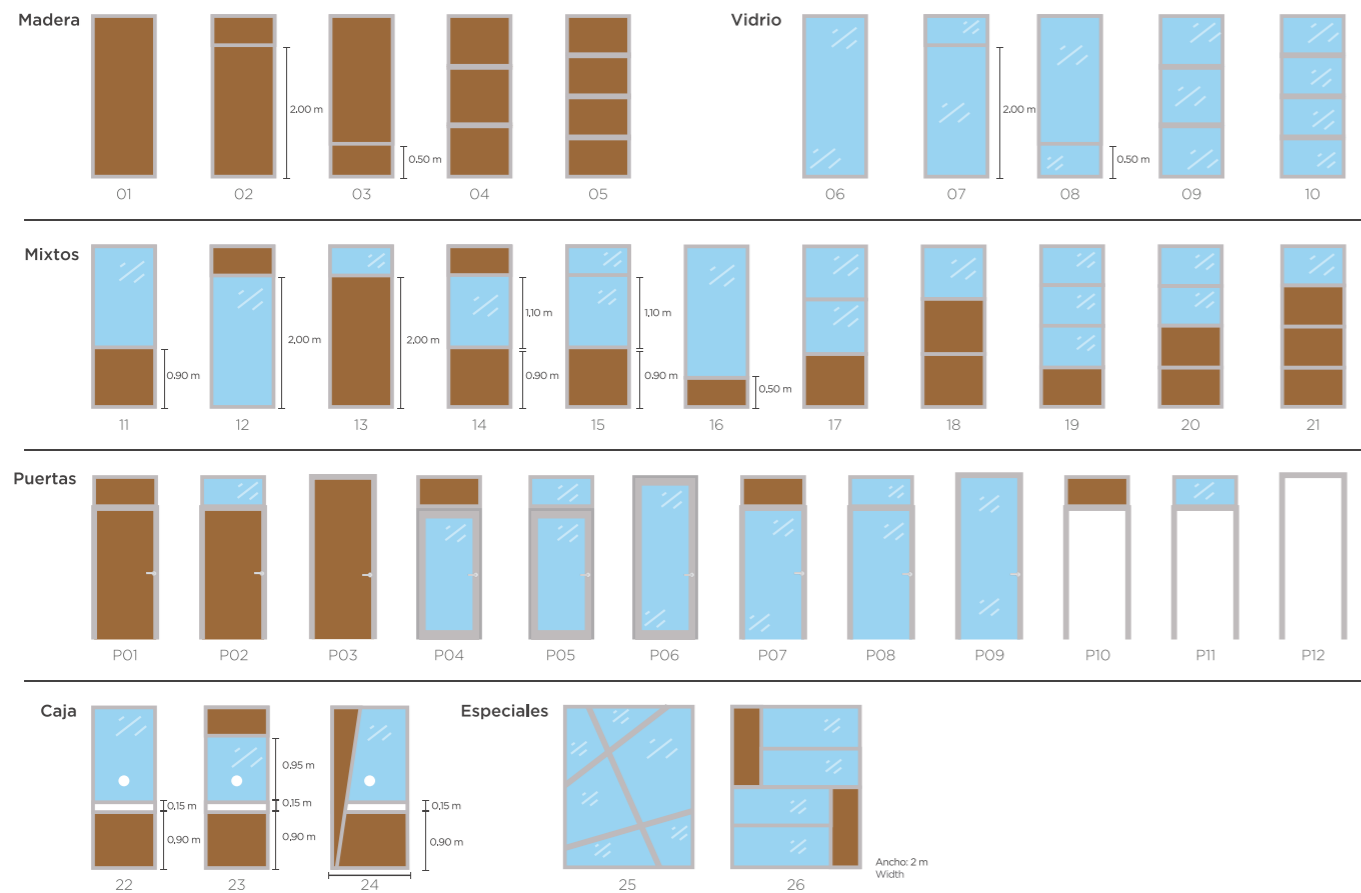 Madera
2.00 m
0.50 m
01 02 03 04 05
Vidrio
2.00 m
0.50 m
06 07 08 09 10
Mixtos
0.90 m
2,00 m
2,00 m
1,10 m
0.90 m
1,10 m
0.90 m
0,50 m
11 12 13 14 15 16 17 18 19 20 21
Puertas
P01 P02 P03 P04 P05 P06 P07 P08 P09 P10 P11 P12
Caja
0,15 m
0,90 m
0,95 m
0,15 m
0,90 m
0,15 m
0,90 m
22 23 24
Especiales
Ancho: 2 m
Width
25 26